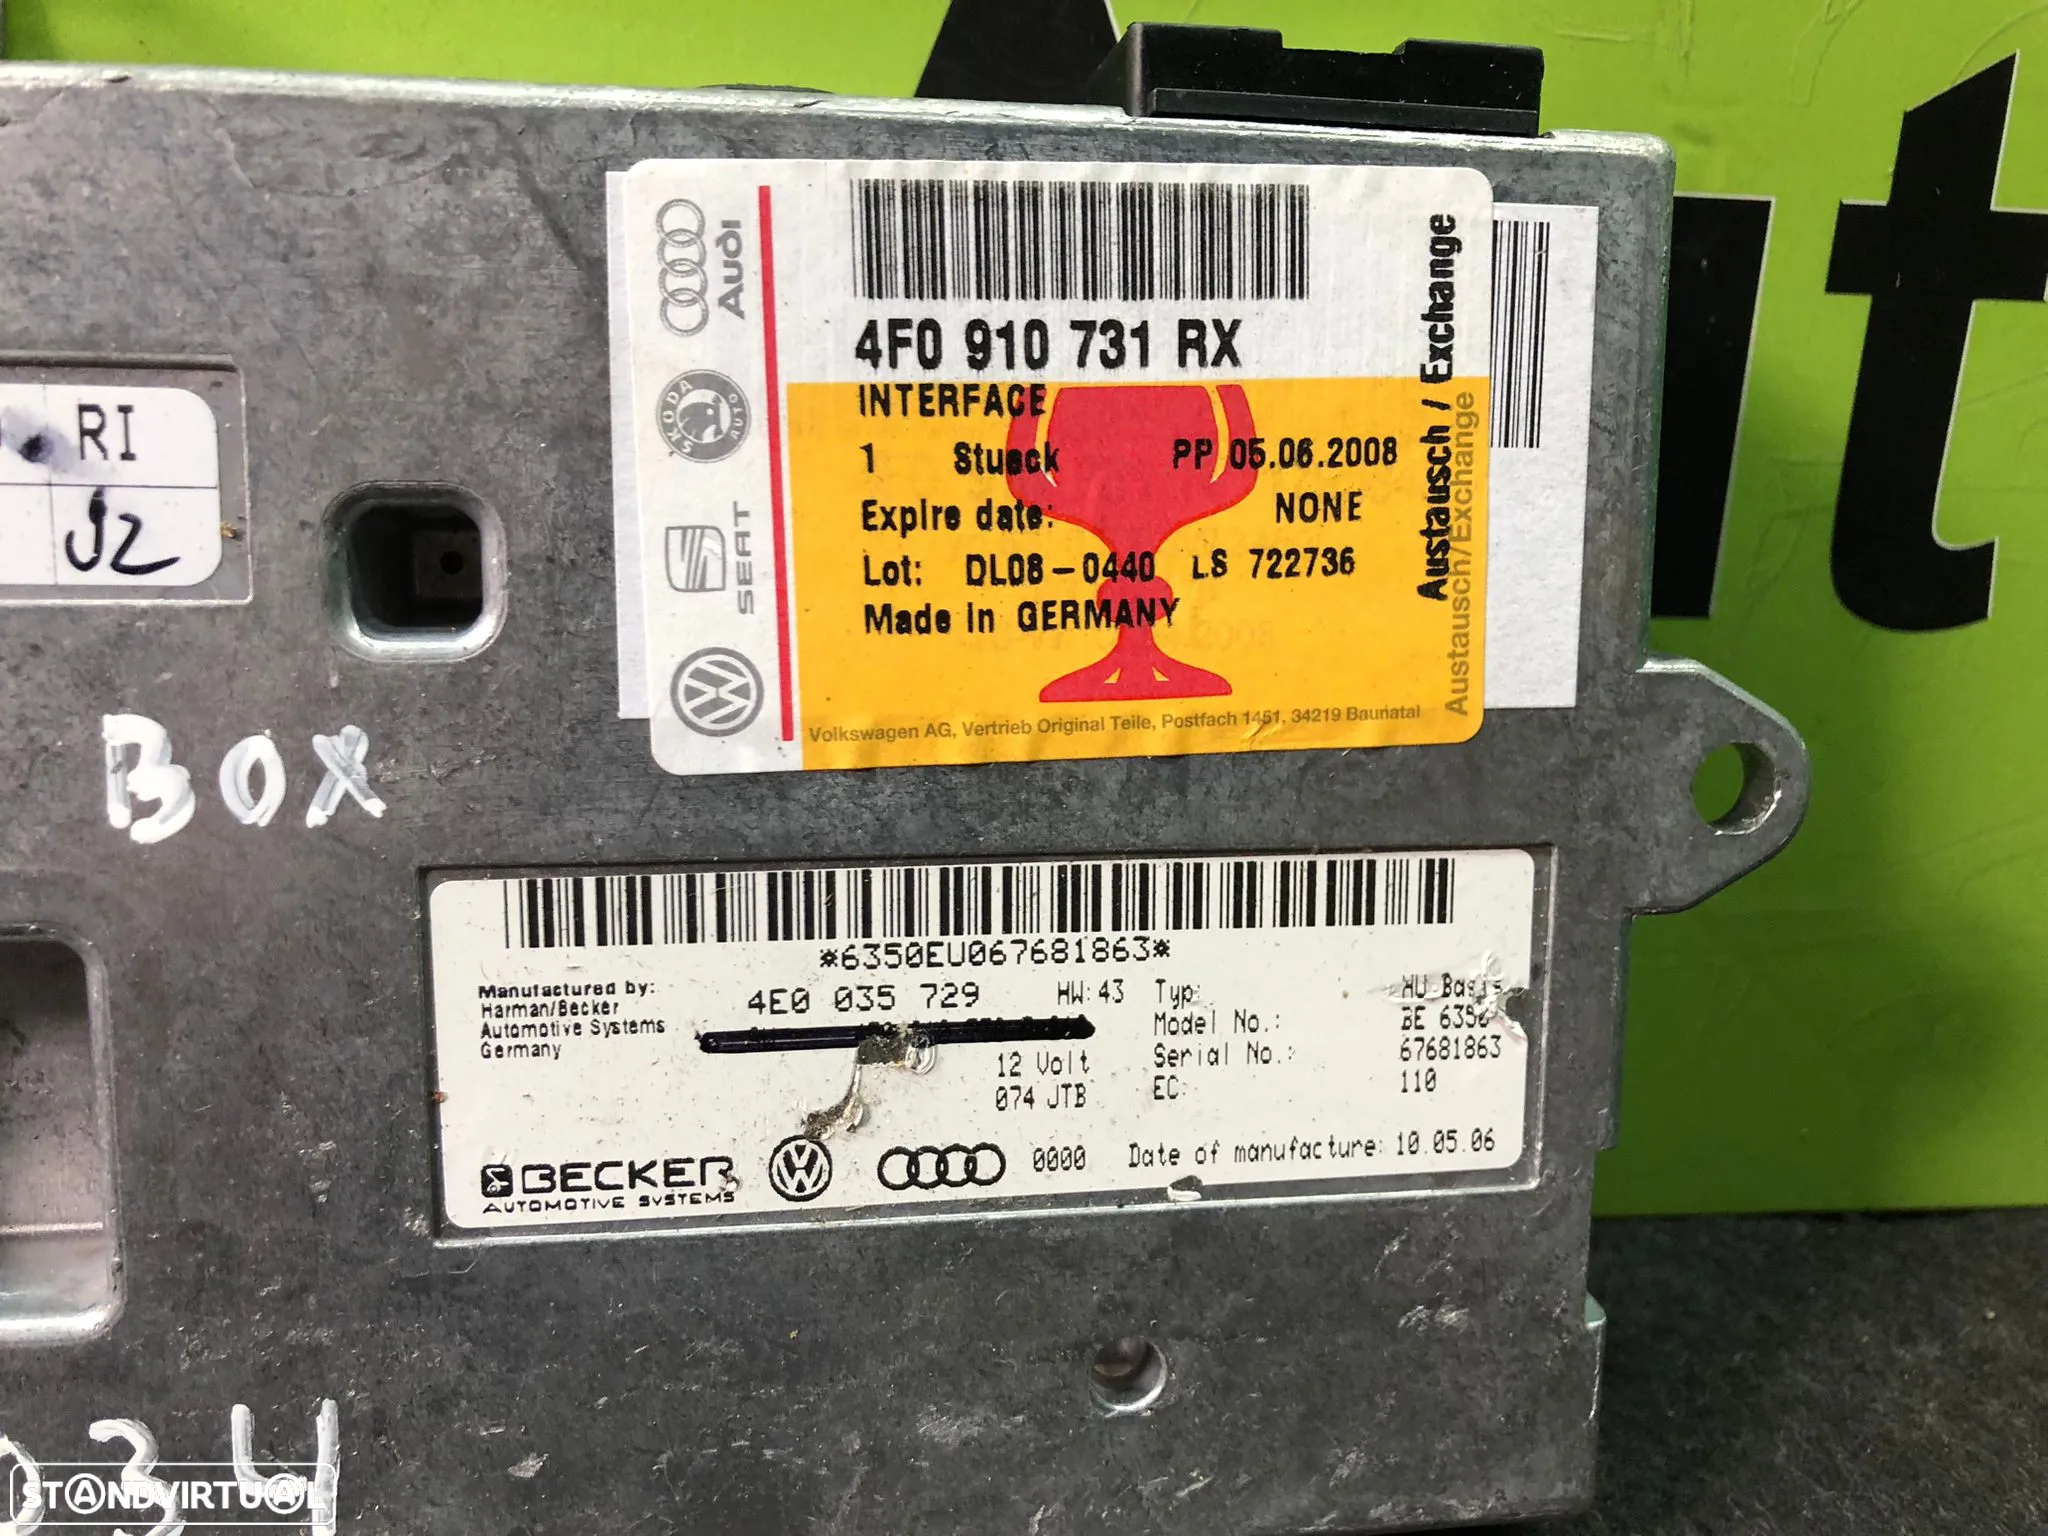 4F0 910 731 RX
INTERFACE
1 Stueck PP 05.06.2008
Expire date: NONE
Lot: DL08-0440 LS 722736
Made in GERMANY
Volkswagen AG, Vertrieb Original Teile, Postfach 1451, 34219 Baunatal
Austausch / Exchange
Austausch/Exchange
Audi
SKODA AUTO
SEAT
RI
J2
BOX
*6350EU067681863*
Manufactured by:
Harman/Becker
Automotive Systems
Germany
4E0 035 729 HW:43
12 Volt
074 JTB
Typ: HU Basis
Model No.: BE 6350
Serial No.: 67681863
EC: 110
BECKER
AUTOMOTIVE SYSTEMS
0000 Date of manufacture: 10.05.06
34
STANDVIRTUAL